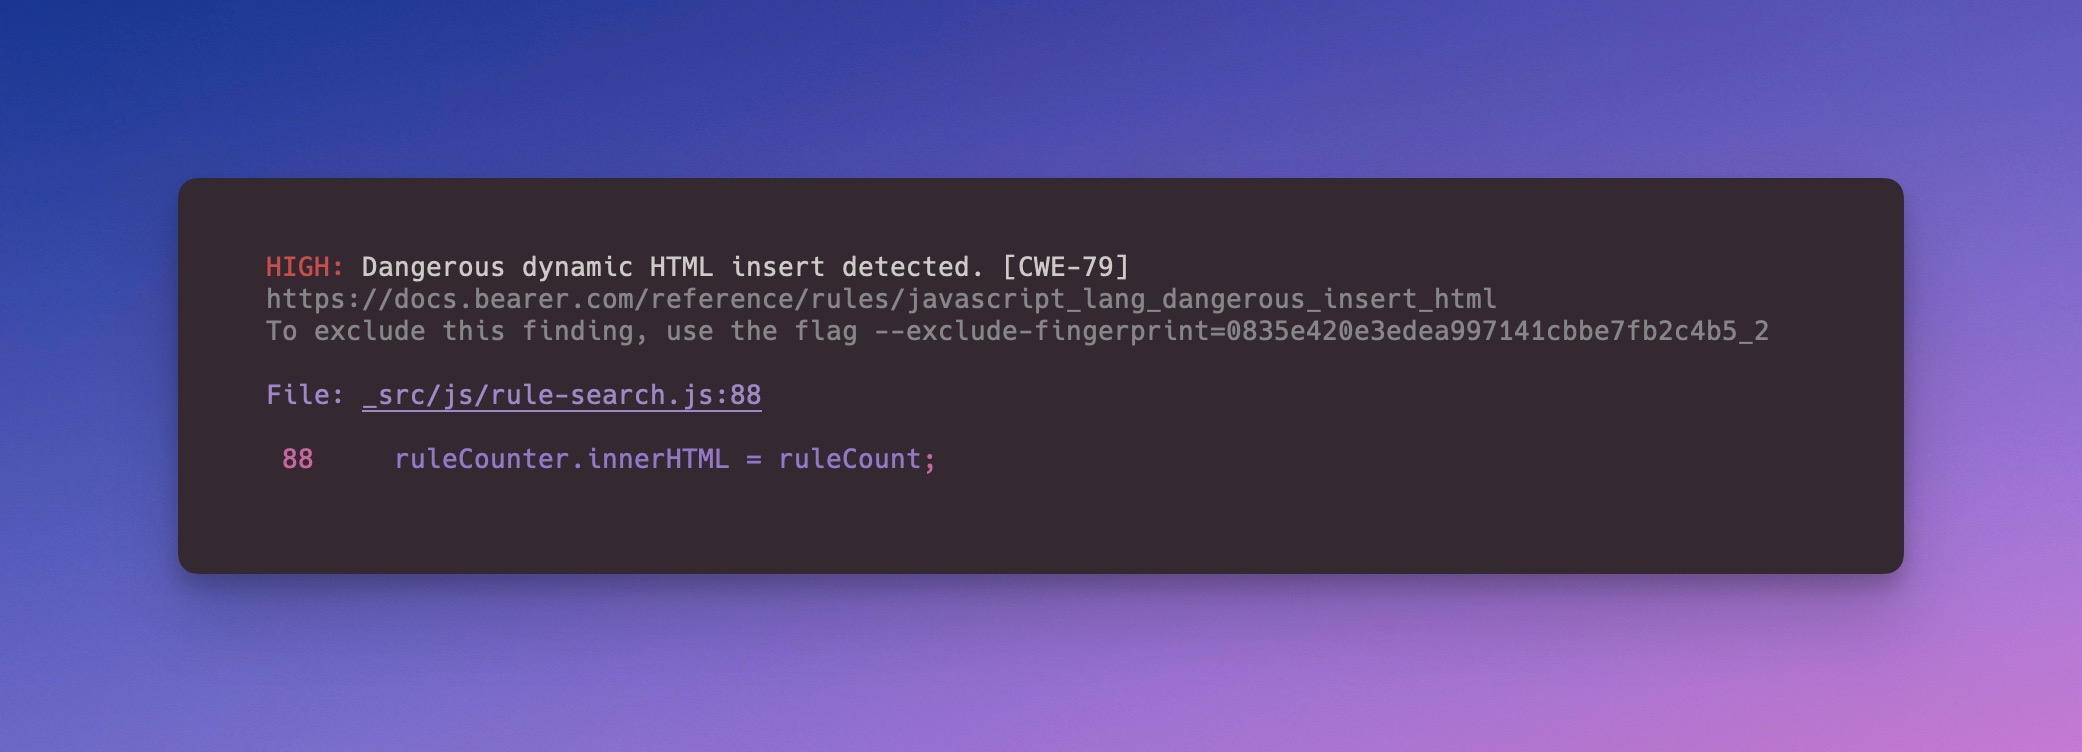 HIGH: Dangerous dynamic HTML insert detected. [CWE-79]
https://docs.bearer.com/reference/rules/javascript_lang_dangerous_insert_html
To exclude this finding, use the flag --exclude-fingerprint=0835e420e3edea997141cbbe7fb2c4b5_2
File: _src/js/rule-search.js:88
88 ruleCounter.innerHTML = ruleCount;